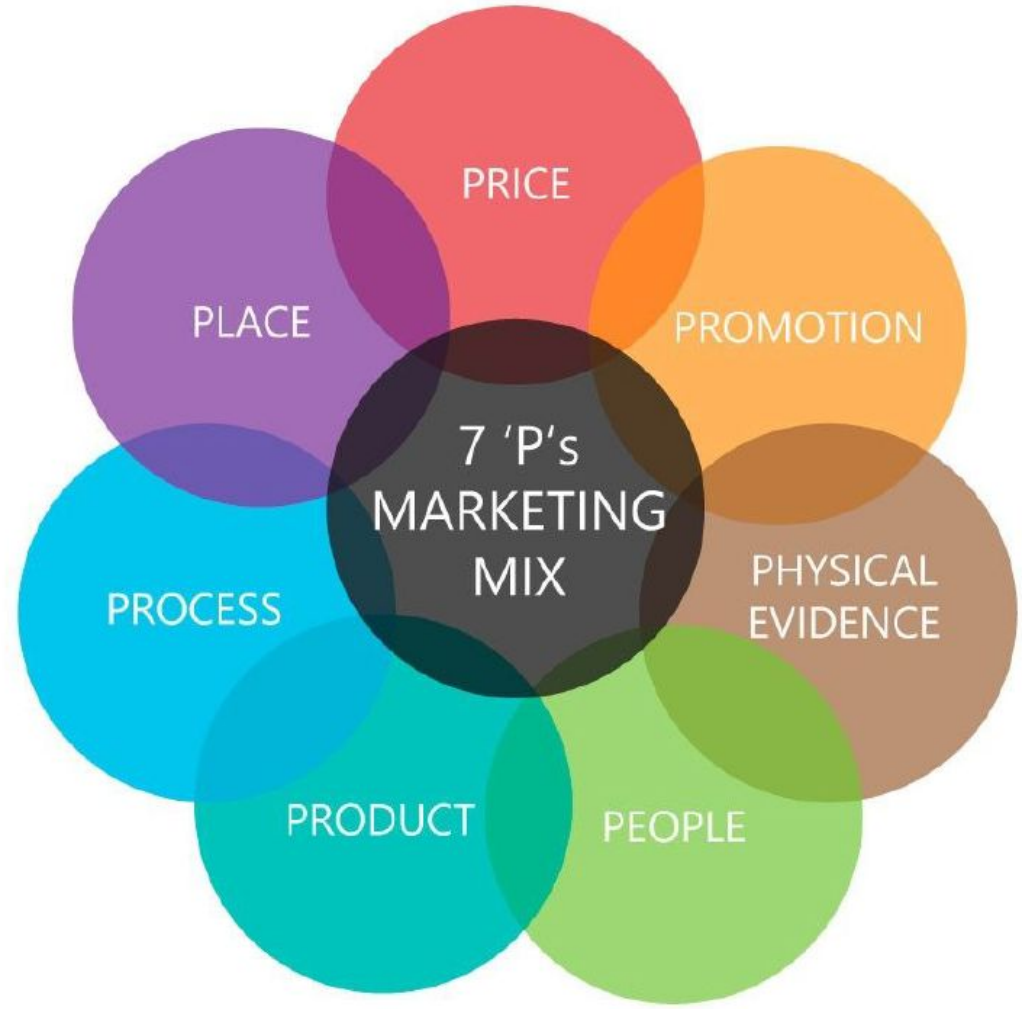 PRICE
PROMOTION
PLACE
7 ‘P‘s
MARKETING
MIX
PHYSICAL
EVIDENCE
PROCESS
PRODUCT
PEOPLE